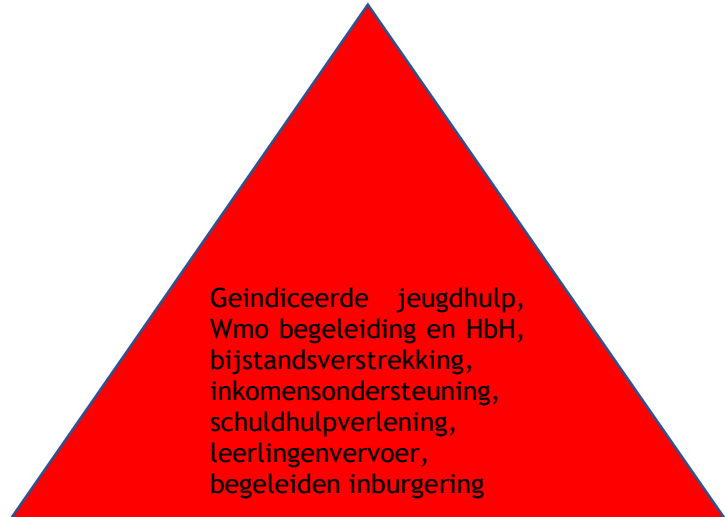 Geindiceerde jeugdhulp,
Wmo begeleiding en HbH,
bijstandsverstrekking,
inkomensondersteuning,
schuldhulpverlening,
leerlingenvervoer,
begeleiden inburgering